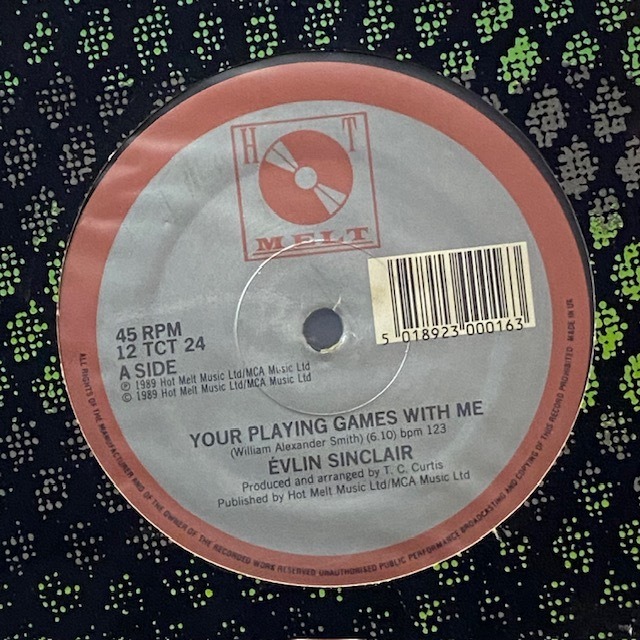 H T
MELT
5 018923 000163
45 RPM
12 TCT 24
A SIDE
℗ 1989 Hot Melt Music Ltd/MCA Music Ltd
© 1989 Hot Melt Music Ltd/MCA Music Ltd
YOUR PLAYING GAMES WITH ME
(William Alexander Smith) (6.10) bpm 123
ÉVLIN SINCLAIR
Produced and arranged by T. C. Curtis
Published by Hot Melt Music Ltd/MCA Music Ltd
ALL RIGHTS OF THE MANUFACTURER AND OF THE OWNER OF THE RECORDED WORK RESERVED UNAUTHORISED PUBLIC PERFORMANCE BROADCASTING AND COPYING OF THIS RECORD PROHIBITED MADE IN UK